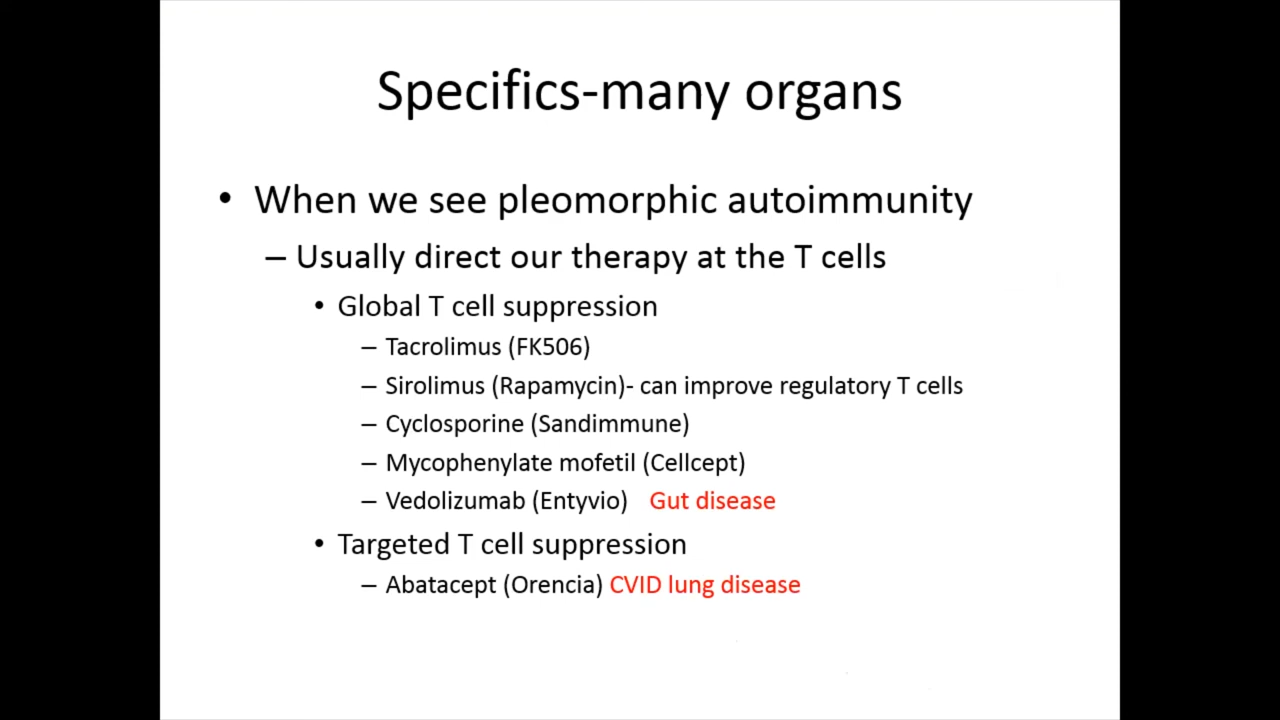 Specifics-many organs
• When we see pleomorphic autoimmunity
– Usually direct our therapy at the T cells
• Global T cell suppression
– Tacrolimus (FK506)
– Sirolimus (Rapamycin)- can improve regulatory T cells
– Cyclosporine (Sandimmune)
– Mycophenylate mofetil (Cellcept)
– Vedolizumab (Entyvio) Gut disease
• Targeted T cell suppression
– Abatacept (Orencia) CVID lung disease